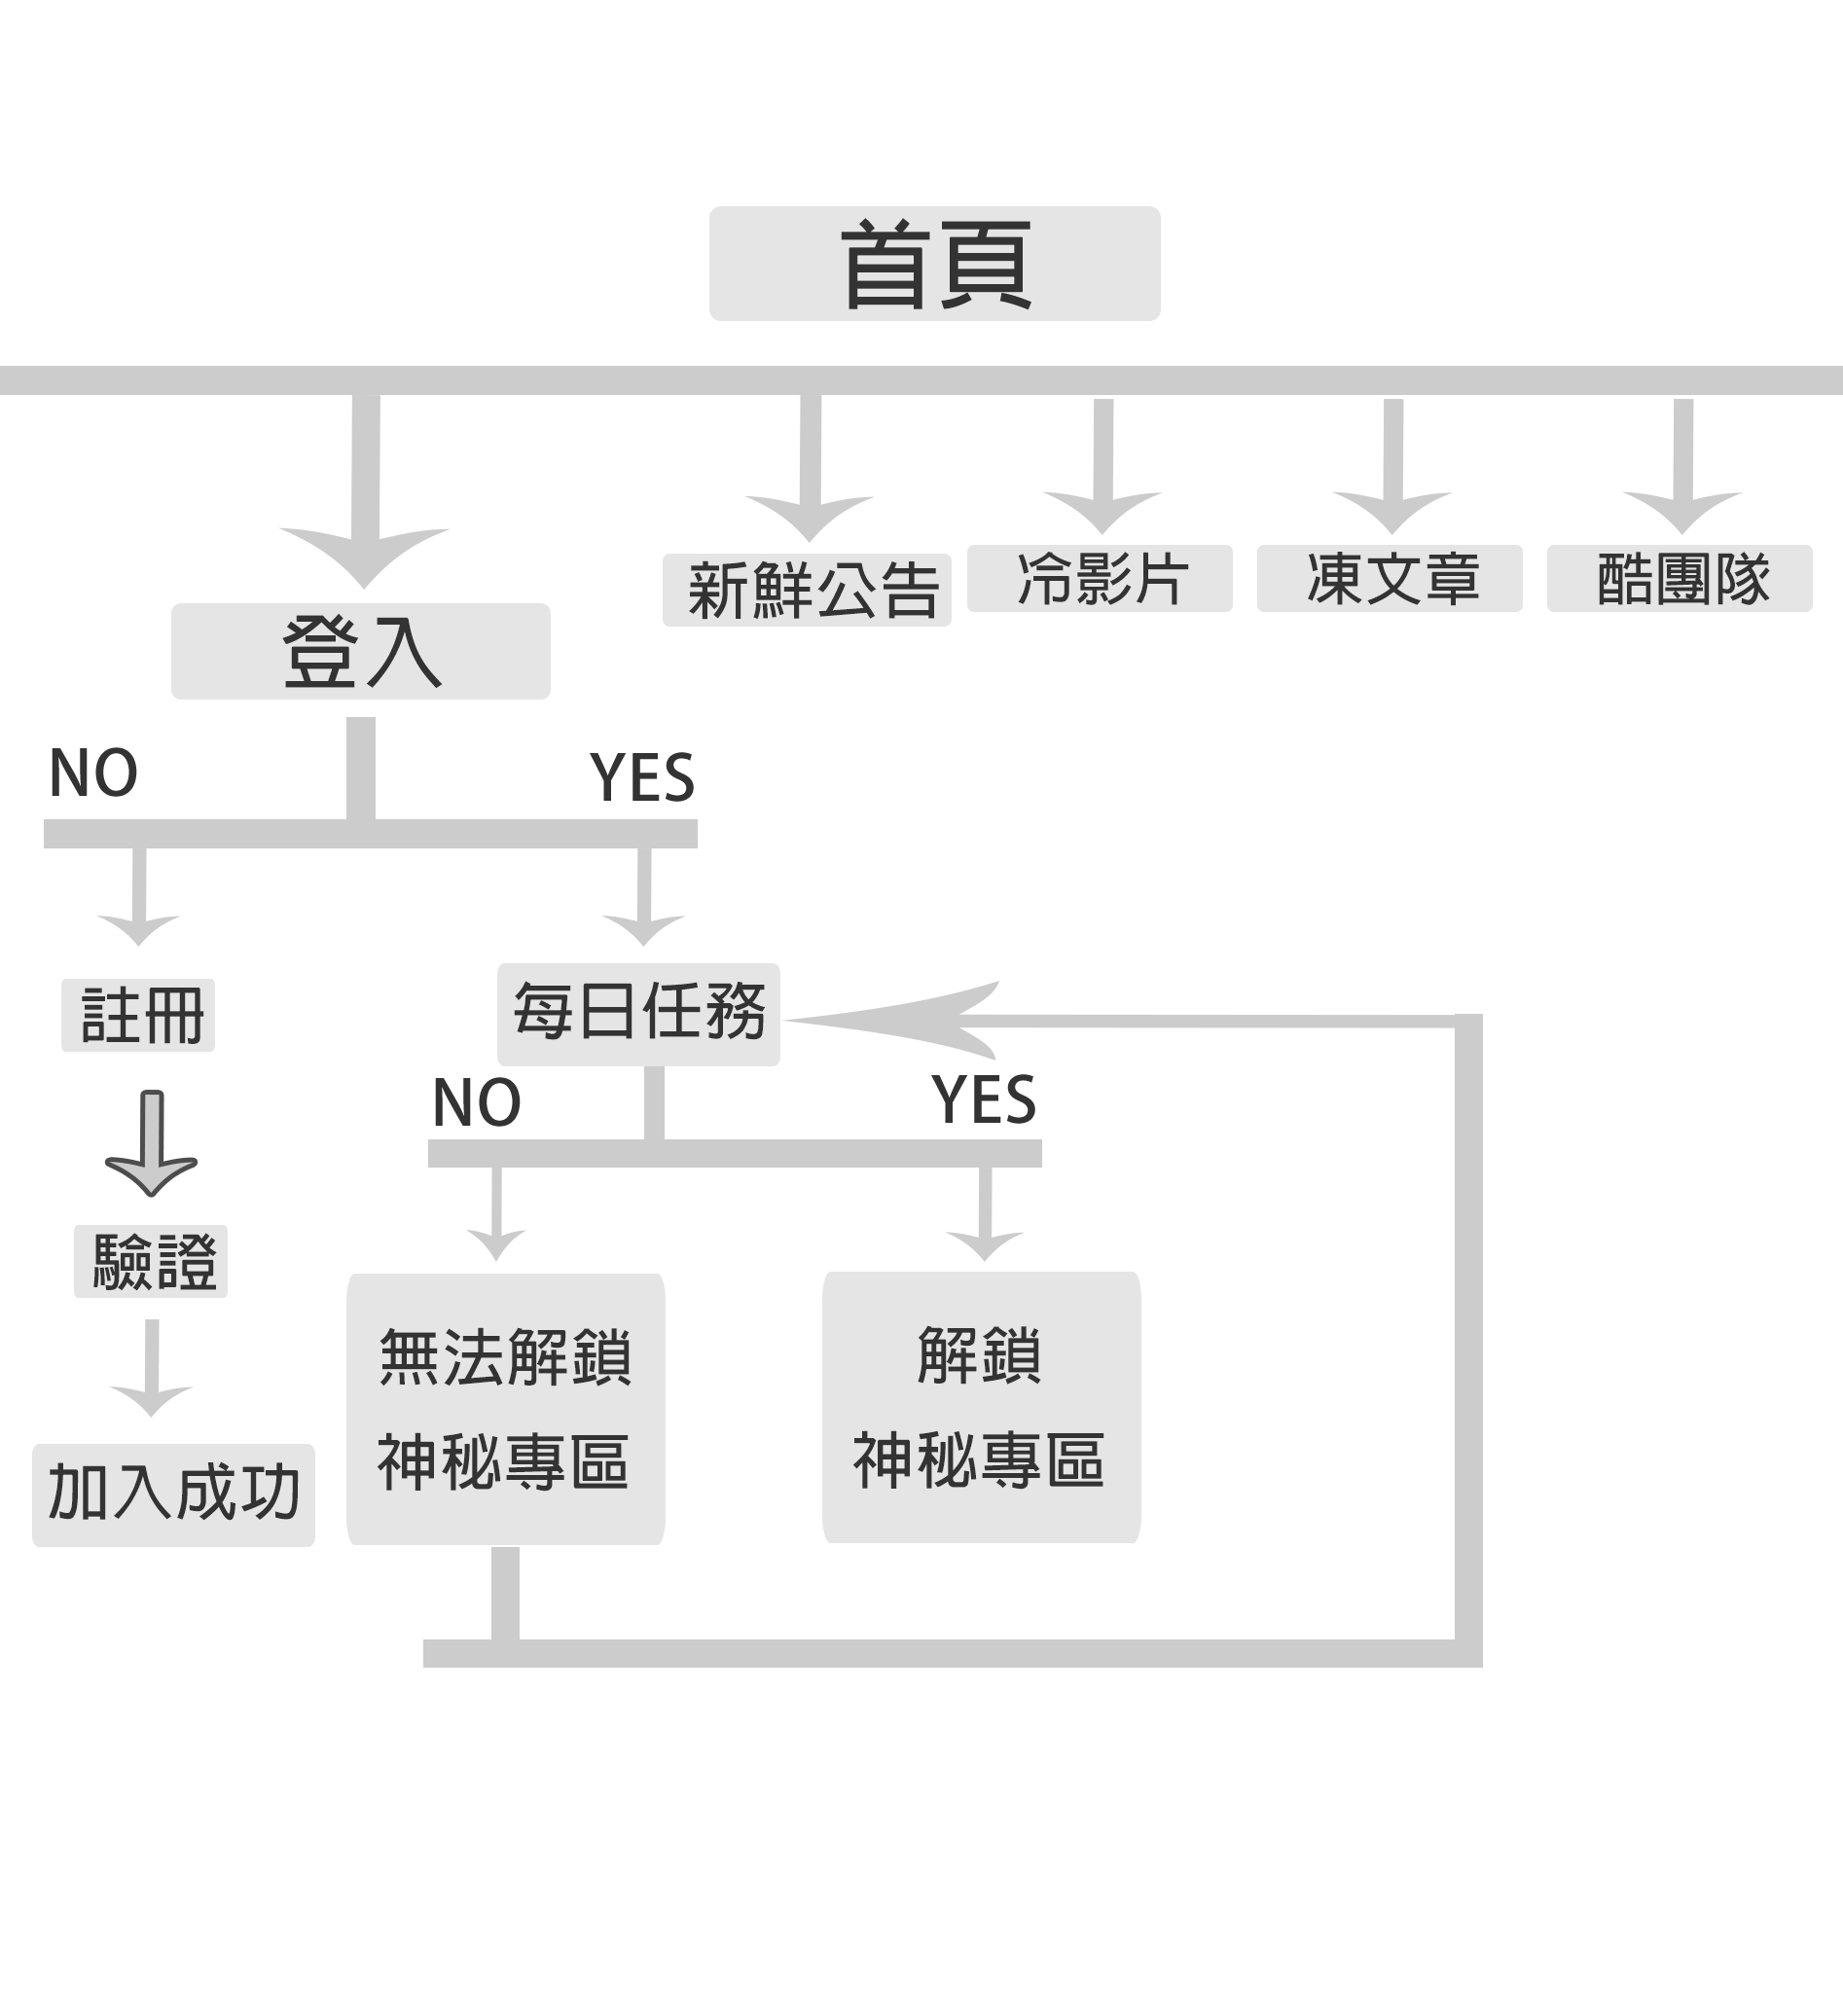 首頁
新鮮公告
冷影片
凍文章
酷團隊
登入
NO
YES
註冊
每日任務
NO
YES
驗證
無法解鎖
神秘專區
解鎖
神秘專區
加入成功